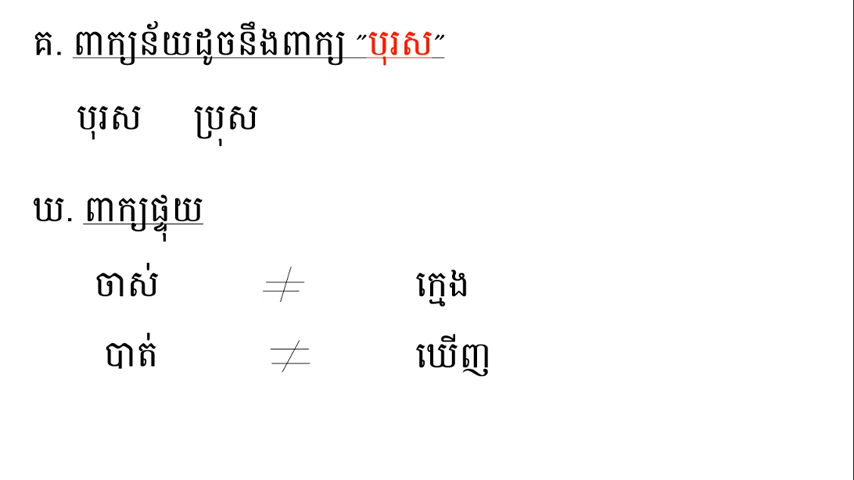 គ. ពាក្យន័យដូចនឹងពាក្យ "បុរស"
បុរស ប្រុស
ឃ. ពាក្យផ្ទុយ
ចាស់ ≠ ក្មេង
បាត់ ≠ ឃើញ